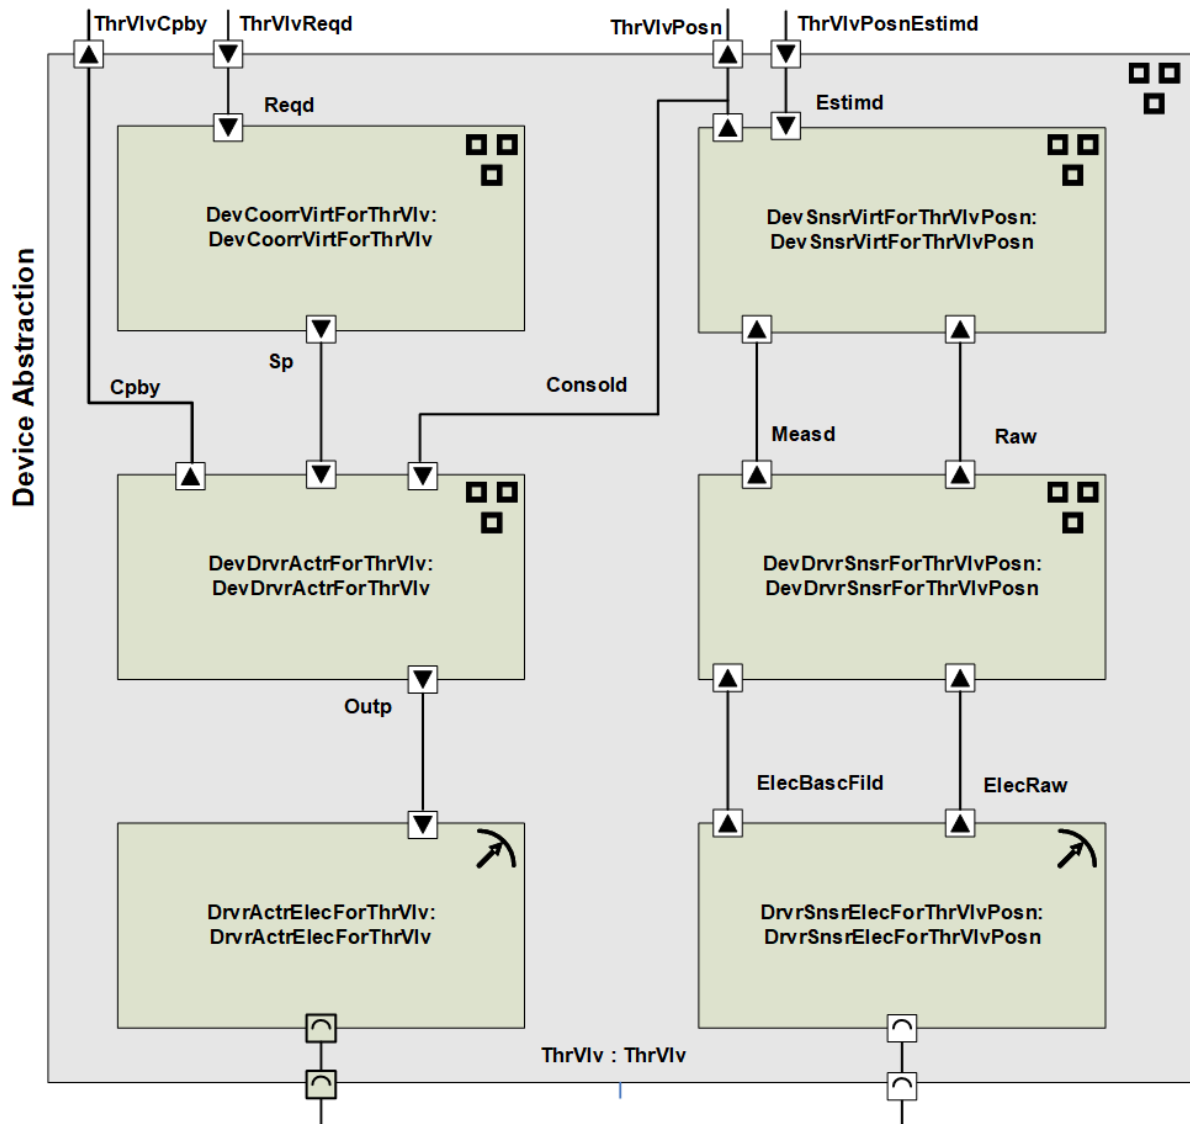 ThrVlvCpby
ThrVlvReqd
ThrVlvPosn
ThrVlvPosnEstimd
Reqd
Estimd
DevCoorrVirtForThrVlv:
DevCoorrVirtForThrVlv
DevSnsrVirtForThrVlvPosn:
DevSnsrVirtForThrVlvPosn
Device Abstraction
Sp
Cpby
Consold
Measd
Raw
DevDrvrActrForThrVlv:
DevDrvrActrForThrVlv
DevDrvrSnsrForThrVlvPosn:
DevDrvrSnsrForThrVlvPosn
Outp
ElecBascFild
ElecRaw
DrvrActrElecForThrVlv:
DrvrActrElecForThrVlv
DrvrSnsrElecForThrVlvPosn:
DrvrSnsrElecForThrVlvPosn
ThrVlv : ThrVlv